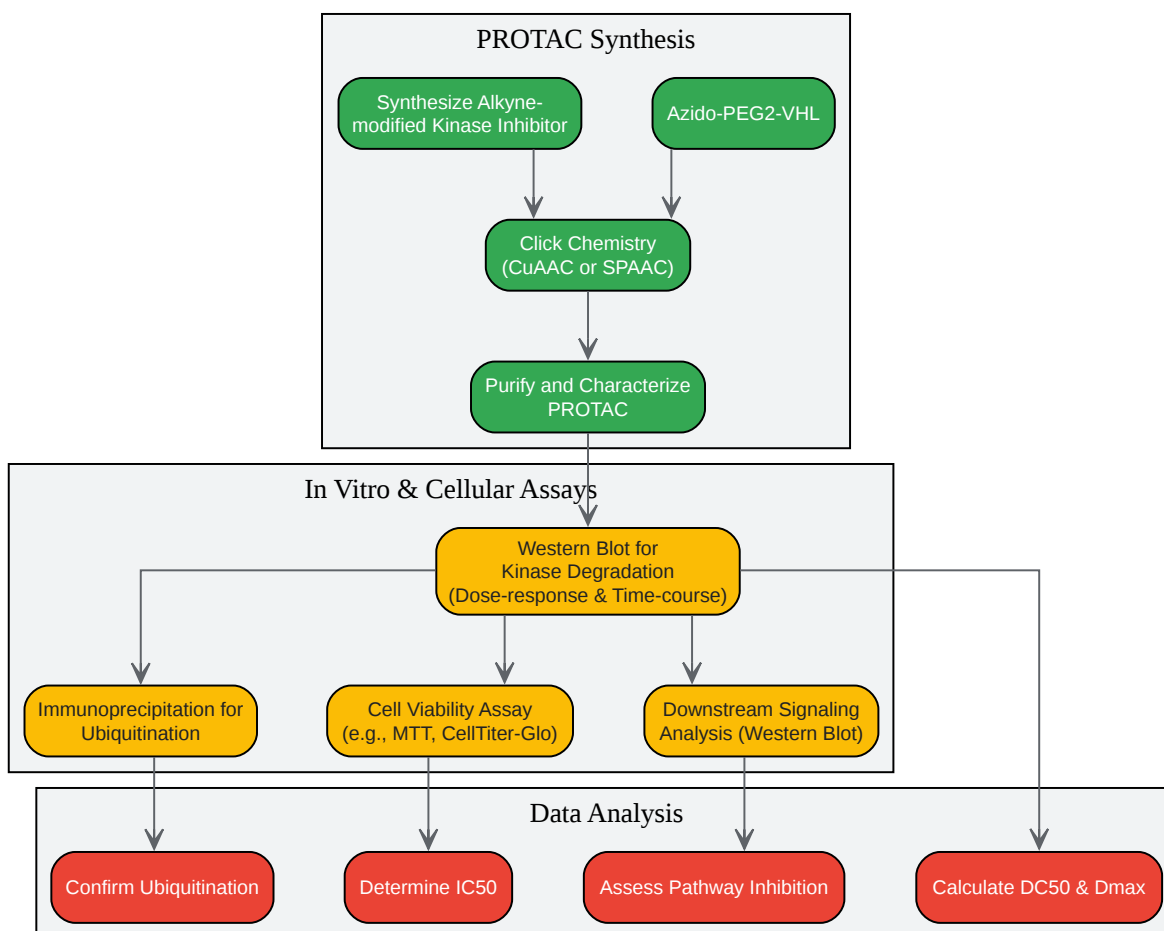 PROTAC Synthesis
Synthesize Alkyne-
modified Kinase Inhibitor
Azido-PEG2-VHL
Click Chemistry
(CuAAC or SPAAC)
Purify and Characterize
PROTAC
In Vitro & Cellular Assays
Western Blot for
Kinase Degradation
(Dose-response & Time-course)
Immunoprecipitation for
Ubiquitination
Cell Viability Assay
(e.g., MTT, CellTiter-Glo)
Downstream Signaling
Analysis (Western Blot)
Data Analysis
Confirm Ubiquitination
Determine IC50
Assess Pathway Inhibition
Calculate DC50 & Dmax